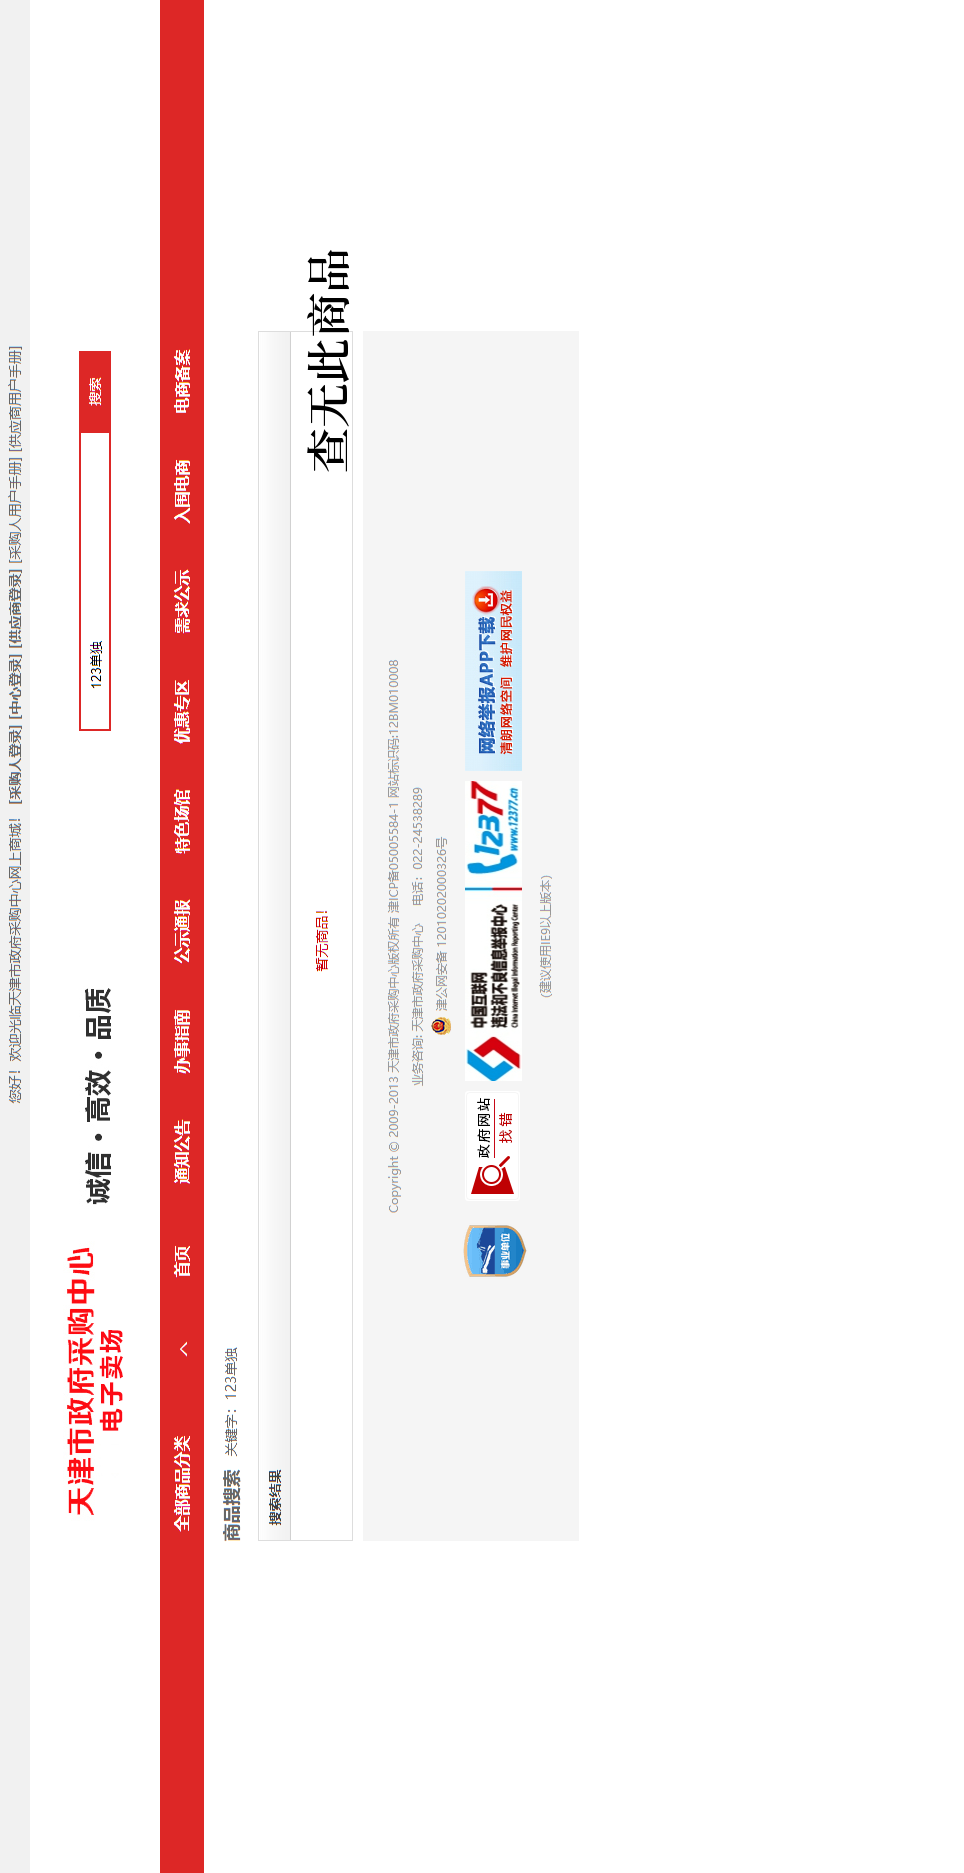 您好！欢迎光临天津市政府采购中心网上商城！ [采购人登录] [中心登录] [供应商登录] [采购人用户手册] [供应商用户手册]
天津市政府采购中心
电子卖场
诚信·高效·品质
123单独 搜索
全部商品分类 首页 通知公告 办事指南 公示通报 特色场馆 优惠专区 需求公示 入围电商 电商备案
商品搜索 关键字：123单独
搜索结果
暂无商品！
查无此商品
Copyright © 2009-2013 天津市政府采购中心版权所有 津ICP备05005584-1 网站标识码:12BM010008
业务咨询: 天津市政府采购中心 电话：022-24538289
津公网安备 12010202000326号
事业单位
政府网站
找错
中国互联网
违法和不良信息举报中心
China Internet Illegal Information Reporting Center
12377
www.12377.cn
网络举报APP下载
清朗网络空间 维护网民权益
(建议使用IE9以上版本)